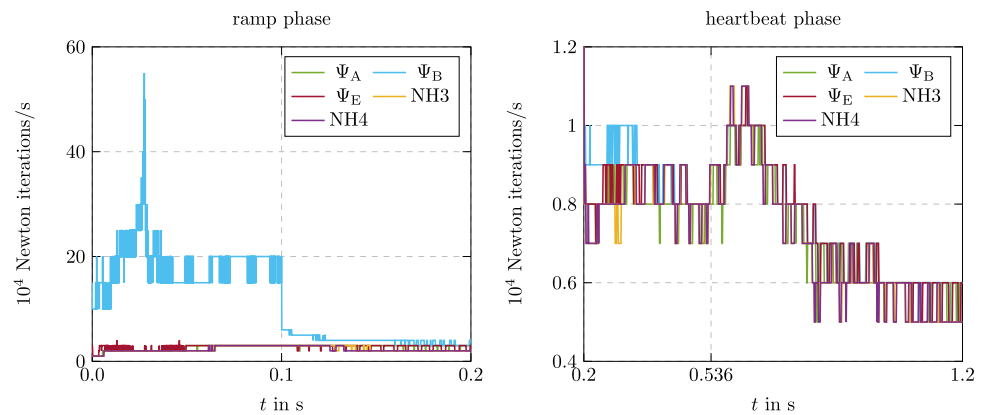 ramp phase
60
40
20
0
0.0
0.1
0.2
10⁴ Newton iterations/s
t in s
Ψ_A Ψ_B
Ψ_E NH3
NH4
heartbeat phase
1.2
1
0.8
0.6
0.4
0.2
0.536
1.2
10⁴ Newton iterations/s
t in s
Ψ_A Ψ_B
Ψ_E NH3
NH4